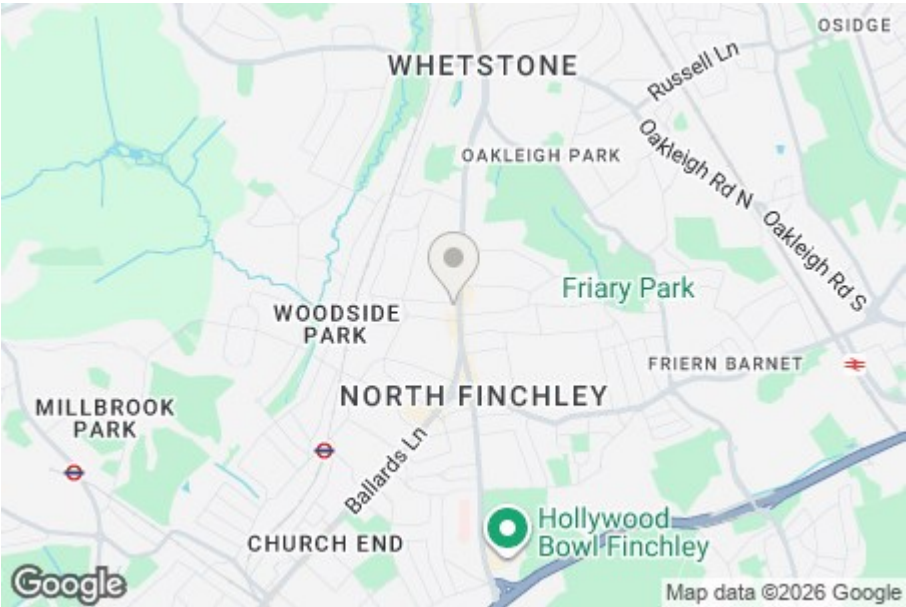 OSIDGE
WHETSTONE
Russell Ln
OAKLEIGH PARK
Oakleigh Rd N
Oakleigh Rd S
Friary Park
WOODSIDE
PARK
FRIERN BARNET
NORTH FINCHLEY
MILLBROOK
PARK
Ballards Ln
Hollywood
Bowl Finchley
CHURCH END
Google
Map data ©2026 Google